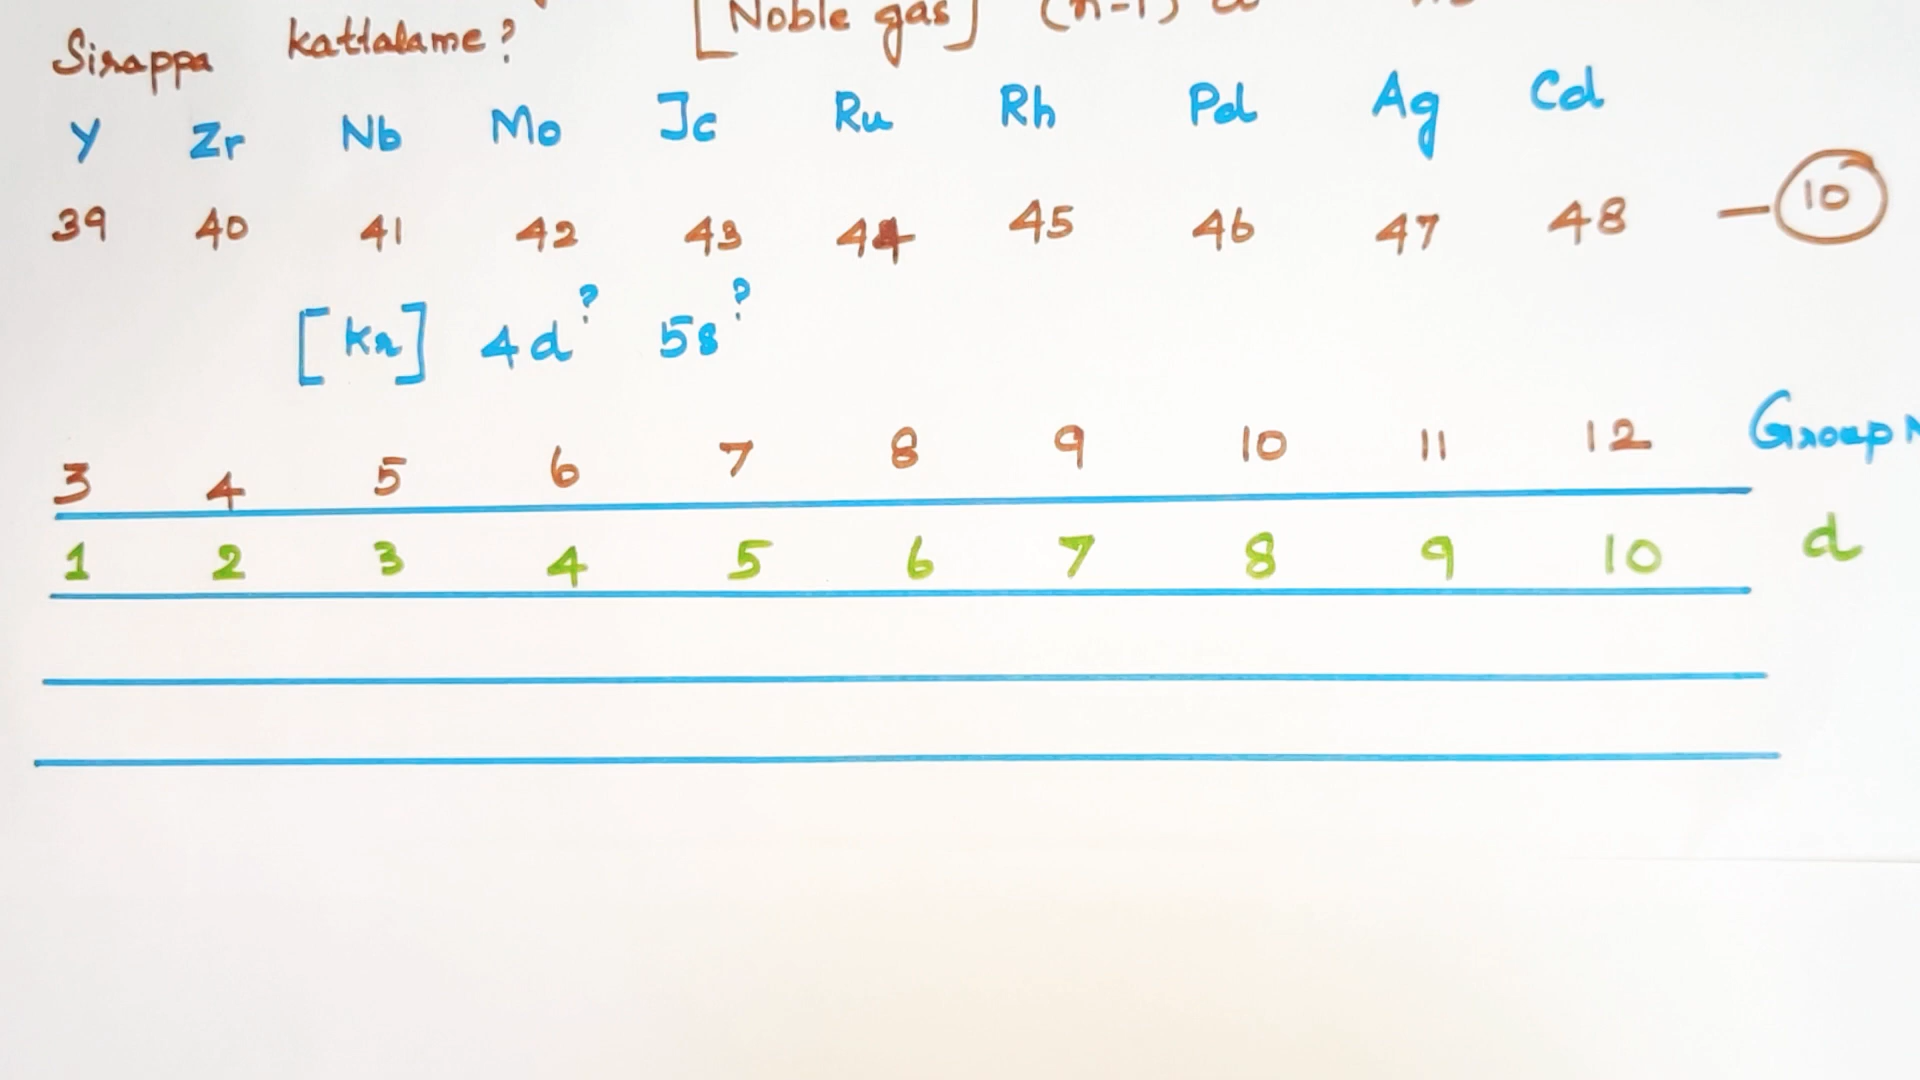 Sirappa kattalame? [Noble gas] (n-1) d
Y Zr Nb Mo Tc Ru Rh Pd Ag Cd
39 40 41 42 43 44 45 46 47 48 — 10
[Kr] 4d? 5s?
3 4 5 6 7 8 9 10 11 12 Group
1 2 3 4 5 6 7 8 9 10 d